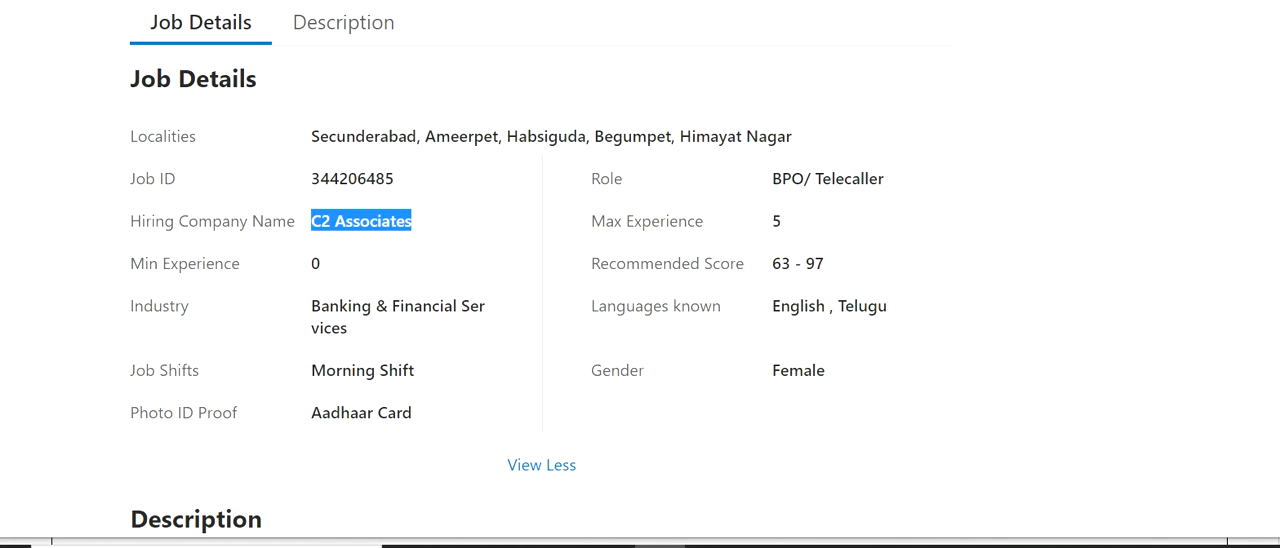 Job Details Description
Job Details
Localities Secunderabad, Ameerpet, Habsiguda, Begumpet, Himayat Nagar
Job ID 344206485 Role BPO/ Telecaller
Hiring Company Name C2 Associates Max Experience 5
Min Experience 0 Recommended Score 63 - 97
Industry Banking & Financial Ser Languages known English , Telugu
vices
Job Shifts Morning Shift Gender Female
Photo ID Proof Aadhaar Card
View Less
Description